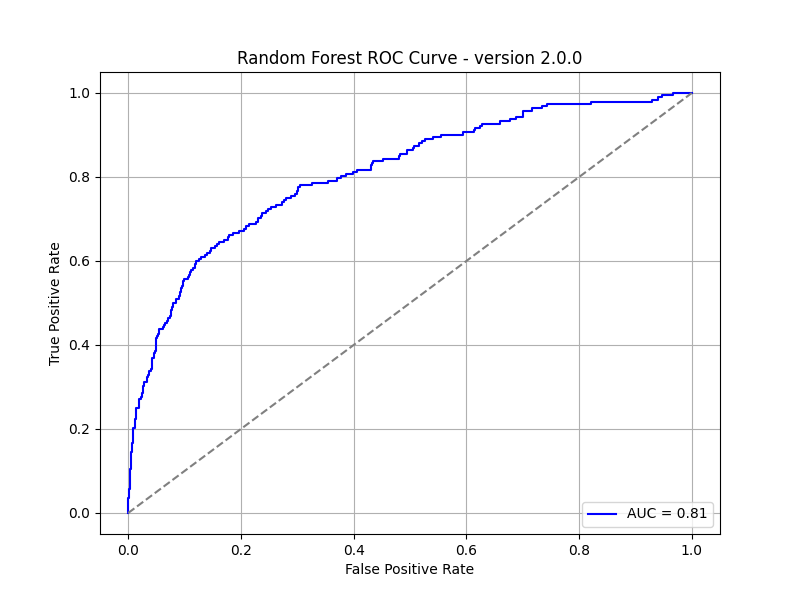 Random Forest ROC Curve - version 2.0.0
True Positive Rate
1.0
0.8
0.6
0.4
0.2
0.0
AUC = 0.81
0.0 0.2 0.4 0.6 0.8 1.0
False Positive Rate